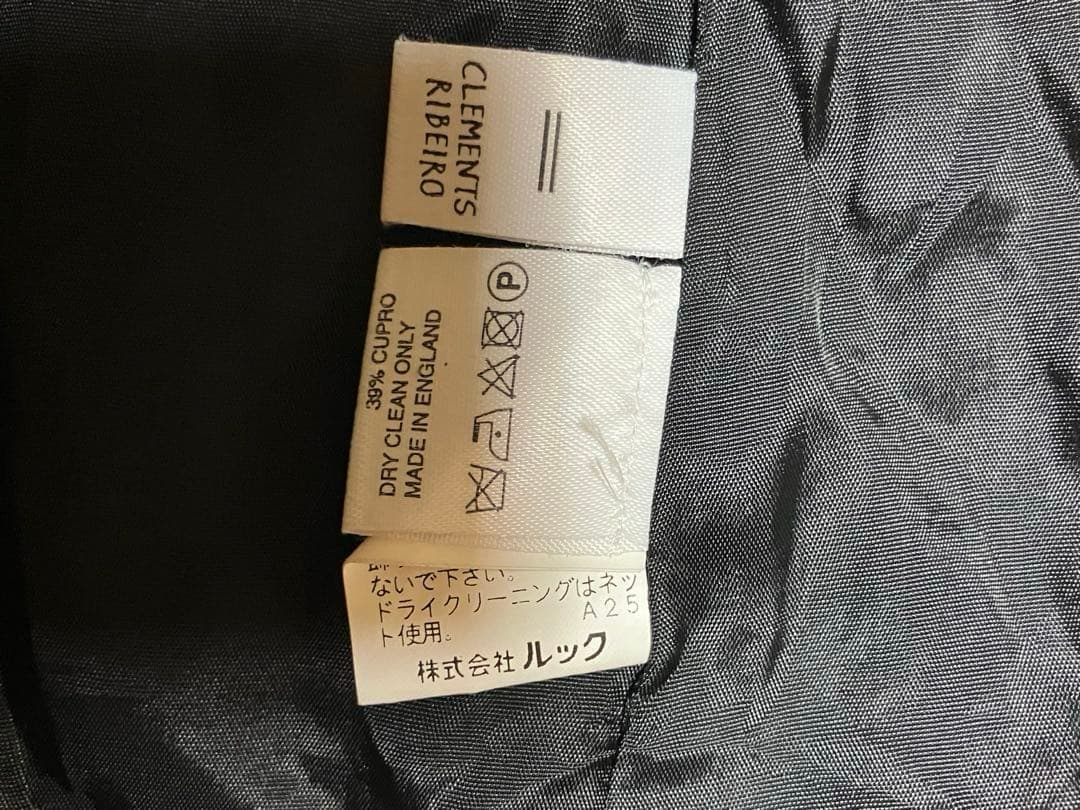 CLEMENTS
RIBEIRO
39% CUPRO
DRY CLEAN ONLY
MADE IN ENGLAND
P
ないで下さい。
ドライクリーニングはネッ
ト使用。
A25
株式会社 ルック